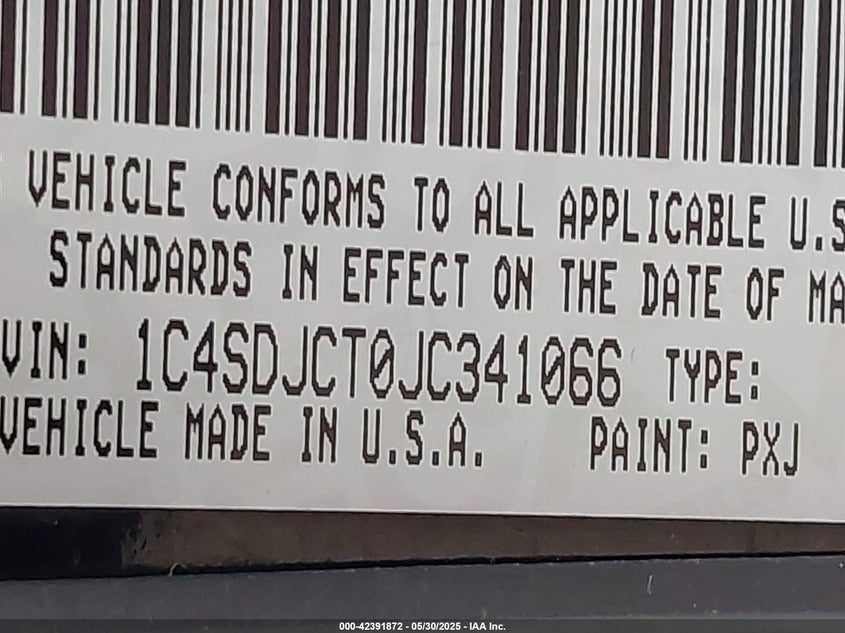 VEHICLE CONFORMS TO ALL APPLICABLE U.S
STANDARDS IN EFFECT ON THE DATE OF MA
VIN: 1C4SDJCT0JC341066 TYPE:
VEHICLE MADE IN U.S.A. PAINT: PXJ
000-42391872 - 05/30/2025 - IAA Inc.